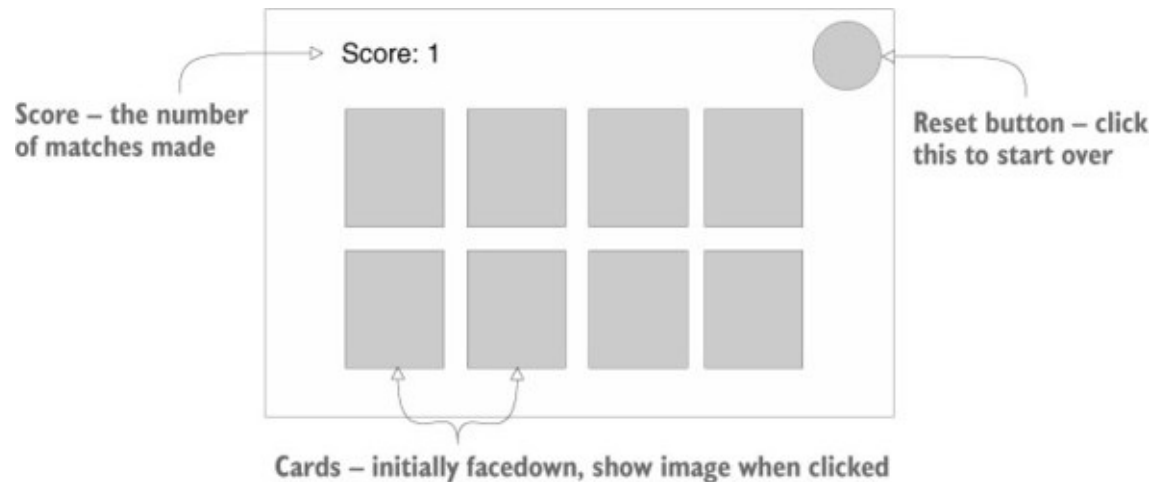 Score: 1
Score – the number
of matches made
Reset button – click
this to start over
Cards – initially facedown, show image when clicked